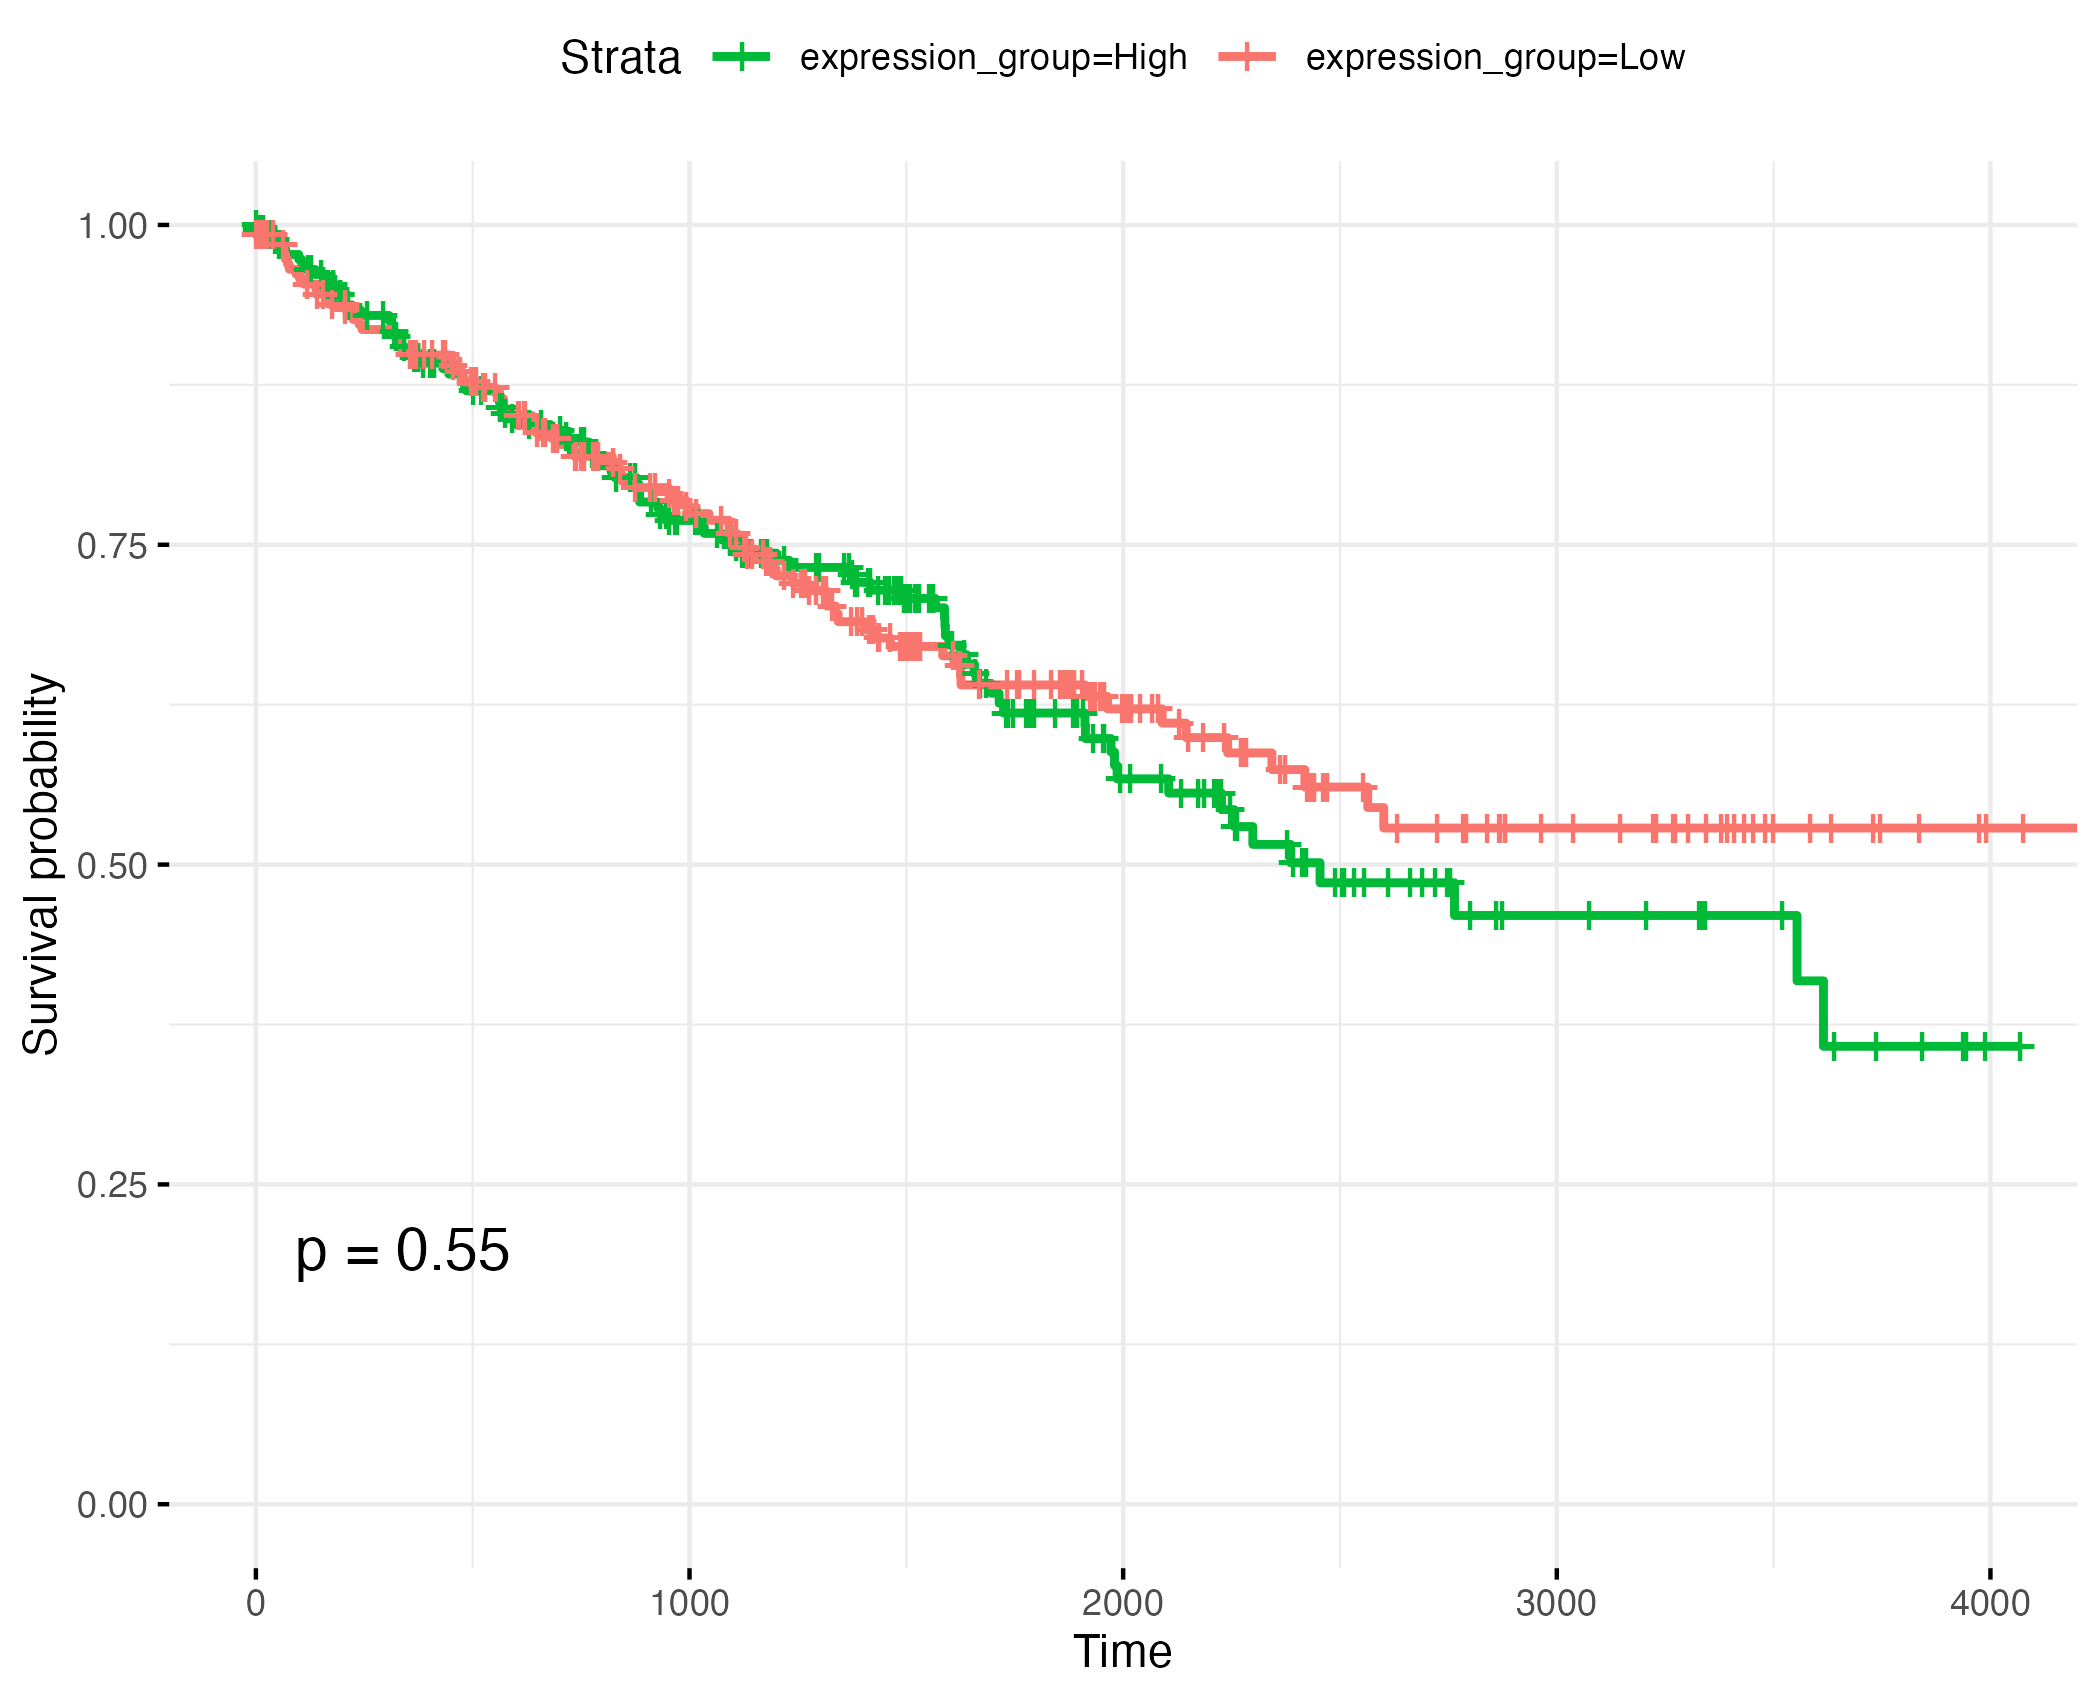 Strata expression_group=High expression_group=Low
1.00
0.75
0.50
0.25
0.00
Survival probability
p = 0.55
0 1000 2000 3000 4000
Time